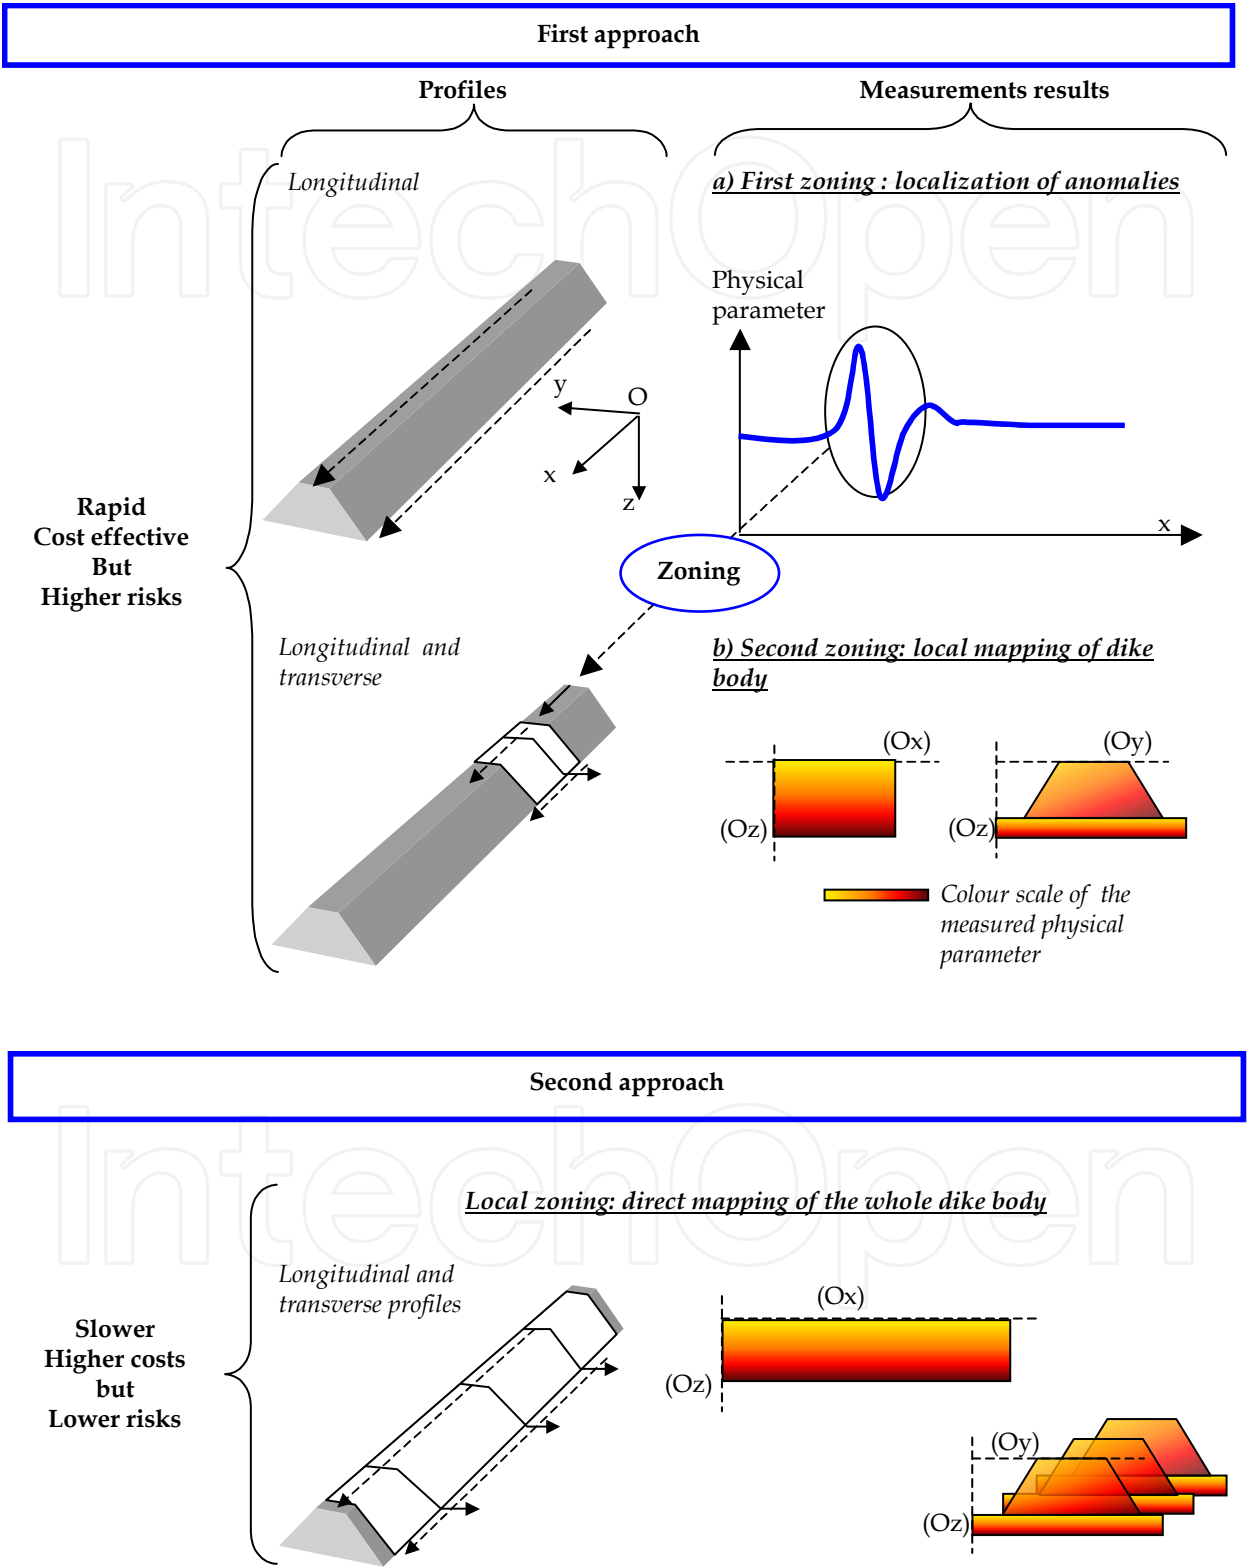 First approach
Profiles
Measurements results
Longitudinal
a) First zoning : localization of anomalies
Physical
parameter
y
O
x
z
x
Rapid
Cost effective
But
Higher risks
Zoning
Longitudinal and
transverse
b) Second zoning: local mapping of dike
body
(Ox)
(Oz)
(Oy)
(Oz)
Colour scale of the
measured physical
parameter
Second approach
Local zoning: direct mapping of the whole dike body
Longitudinal and
transverse profiles
Slower
Higher costs
but
Lower risks
(Ox)
(Oz)
(Oy)
(Oz)
IntechOpen
IntechOpen